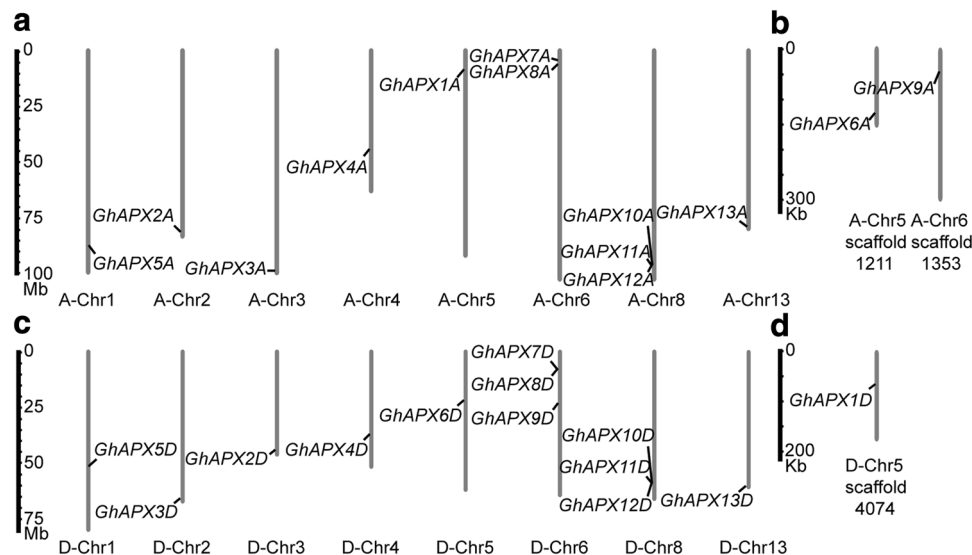 a
0
25
50
75
100
Mb
GhAPX5A
A-Chr1
GhAPX2A
A-Chr2
GhAPX3A
A-Chr3
GhAPX4A
A-Chr4
GhAPX1A
A-Chr5
GhAPX7A
GhAPX8A
A-Chr6
GhAPX10A
GhAPX11A
GhAPX12A
A-Chr8
GhAPX13A
A-Chr13
b
0
300
Kb
GhAPX6A
A-Chr5
scaffold
1211
GhAPX9A
A-Chr6
scaffold
1353
c
0
25
50
75
Mb
GhAPX5D
D-Chr1
GhAPX3D
D-Chr2
GhAPX2D
D-Chr3
GhAPX4D
D-Chr4
GhAPX6D
D-Chr5
GhAPX7D
GhAPX8D
GhAPX9D
D-Chr6
GhAPX10D
GhAPX11D
GhAPX12D
D-Chr8
GhAPX13D
D-Chr13
d
0
200
Kb
GhAPX1D
D-Chr5
scaffold
4074